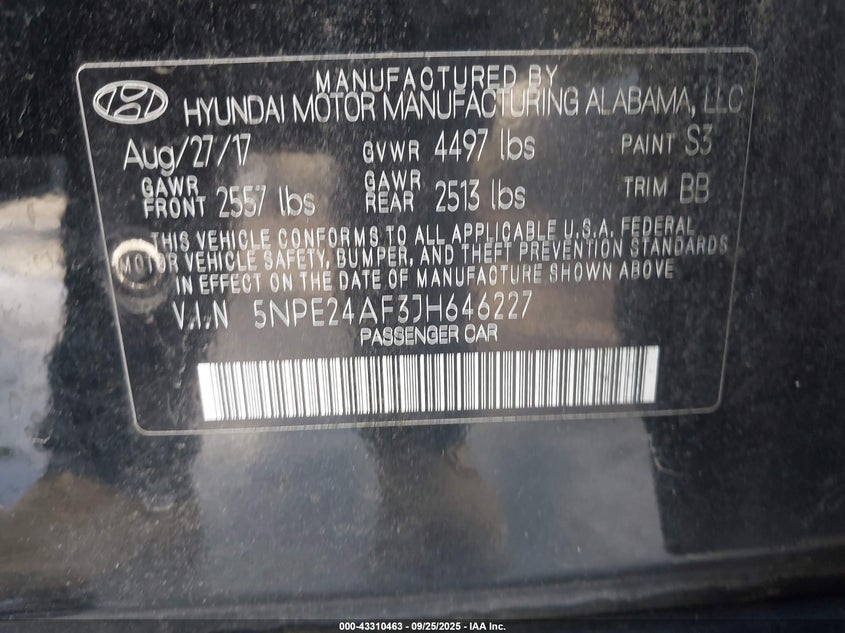 MANUFACTURED BY
HYUNDAI MOTOR MANUFACTURING ALABAMA, LLC
Aug/27/17 GVWR 4497 lbs PAINT S3
GAWR FRONT 2557 lbs GAWR REAR 2513 lbs TRIM BB
THIS VEHICLE CONFORMS TO ALL APPLICABLE U.S.A. FEDERAL
MOTOR VEHICLE SAFETY, BUMPER, AND THEFT PREVENTION STANDARDS
IN EFFECT ON THE DATE OF MANUFACTURE SHOWN ABOVE
V.I.N 5NPE24AF3JH646227
PASSENGER CAR
000-43310463 - 09/25/2025 - IAA Inc.